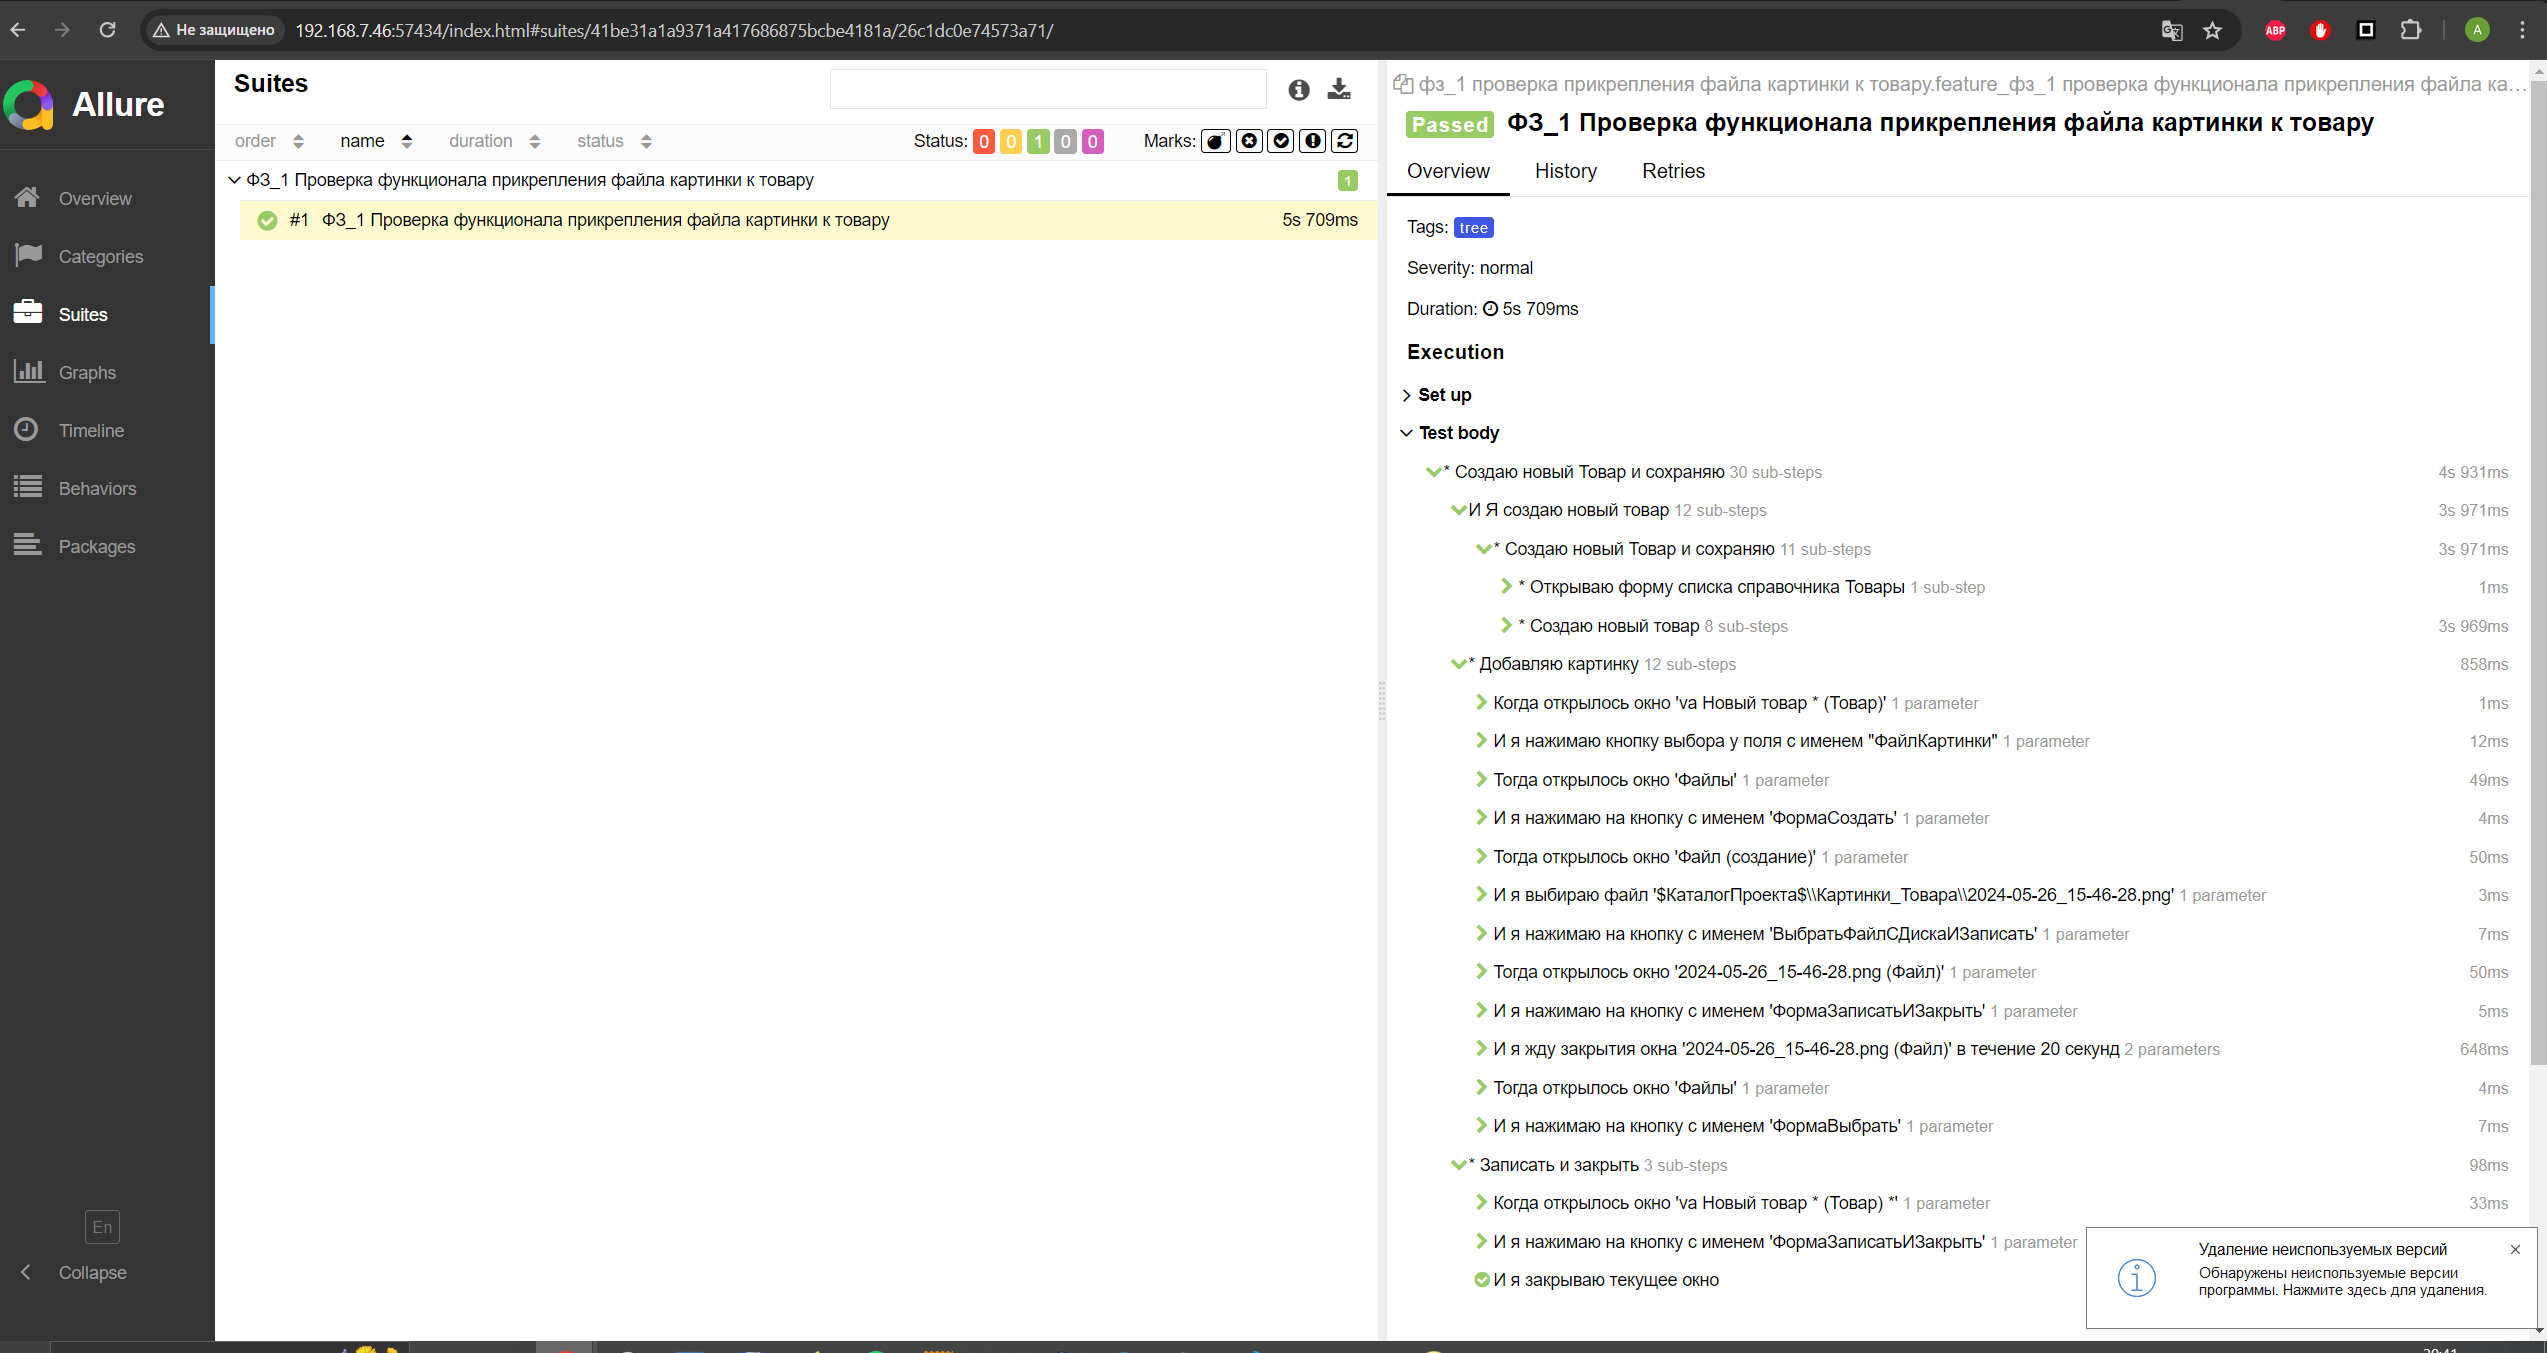 Не защищено
192.168.7.46:57434/index.html#suites/41be31a1a9371a417686875bcbe4181a/26c1dc0e74573a71/
ABP
A
Allure
Overview
Categories
Suites
Graphs
Timeline
Behaviors
Packages
En
Collapse
Suites
order name duration status
Status: 0 0 1 0 0
Marks:
ФЗ_1 Проверка функционала прикрепления файла картинки к товару 1
#1 ФЗ_1 Проверка функционала прикрепления файла картинки к товару 5s 709ms
фз_1 проверка прикрепления файла картинки к товару.feature_фз_1 проверка функционала прикрепления файла ка...
Passed ФЗ_1 Проверка функционала прикрепления файла картинки к товару
Overview History Retries
Tags: tree
Severity: normal
Duration: 5s 709ms
Execution
Set up
Test body
* Создаю новый Товар и сохраняю 30 sub-steps 4s 931ms
И Я создаю новый товар 12 sub-steps 3s 971ms
* Создаю новый Товар и сохраняю 11 sub-steps 3s 971ms
* Открываю форму списка справочника Товары 1 sub-step 1ms
* Создаю новый товар 8 sub-steps 3s 969ms
* Добавляю картинку 12 sub-steps 858ms
Когда открылось окно 'va Новый товар * (Товар)' 1 parameter 1ms
И я нажимаю кнопку выбора у поля с именем "ФайлКартинки" 1 parameter 12ms
Тогда открылось окно 'Файлы' 1 parameter 49ms
И я нажимаю на кнопку с именем 'ФормаСоздать' 1 parameter 4ms
Тогда открылось окно 'Файл (создание)' 1 parameter 50ms
И я выбираю файл '$КаталогПроекта$\\Картинки_Товара\\2024-05-26_15-46-28.png' 1 parameter 3ms
И я нажимаю на кнопку с именем 'ВыбратьФайлСДискаИЗаписать' 1 parameter 7ms
Тогда открылось окно '2024-05-26_15-46-28.png (Файл)' 1 parameter 50ms
И я нажимаю на кнопку с именем 'ФормаЗаписатьИЗакрыть' 1 parameter 5ms
И я жду закрытия окна '2024-05-26_15-46-28.png (Файл)' в течение 20 секунд 2 parameters 648ms
Тогда открылось окно 'Файлы' 1 parameter 4ms
И я нажимаю на кнопку с именем 'ФормаВыбрать' 1 parameter 7ms
* Записать и закрыть 3 sub-steps 98ms
Когда открылось окно 'va Новый товар * (Товар) *' 1 parameter 33ms
И я нажимаю на кнопку с именем 'ФормаЗаписатьИЗакрыть' 1 parameter
И я закрываю текущее окно
Удаление неиспользуемых версий
Обнаружены неиспользуемые версии
программы. Нажмите здесь для удаления.